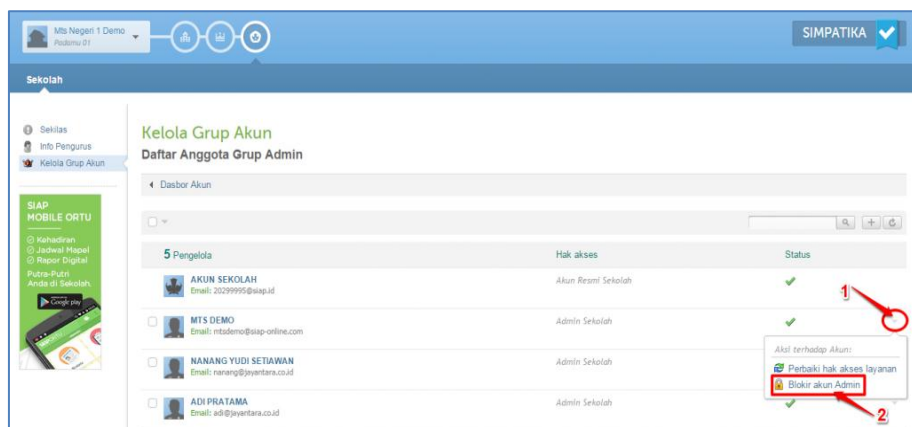 Mts Negeri 1 Demo
Padamu 01
SIMPATIKA
Sekolah
Sekilas
Info Pengurus
Kelola Grup Akun
SIAP
MOBILE ORTU
Kehadiran
Jadwal Mapel
Rapor Digital
Putra-Putri
Anda di Sekolah.
Google play
Kelola Grup Akun
Daftar Anggota Grup Admin
Dasbor Akun
5 Pengelola Hak akses Status
AKUN SEKOLAH Akun Resmi Sekolah
Email: 20299995@siap.id
1
MTS DEMO Admin Sekolah
Email: mtsdemo@siap-online.com
Aksi terhadap Akun:
Perbaiki hak akses layanan
Blokir akun Admin
NANANG YUDI SETIAWAN Admin Sekolah
Email: nanang@jayantara.co.id
ADI PRATAMA Admin Sekolah
Email: adi@jayantara.co.id
2